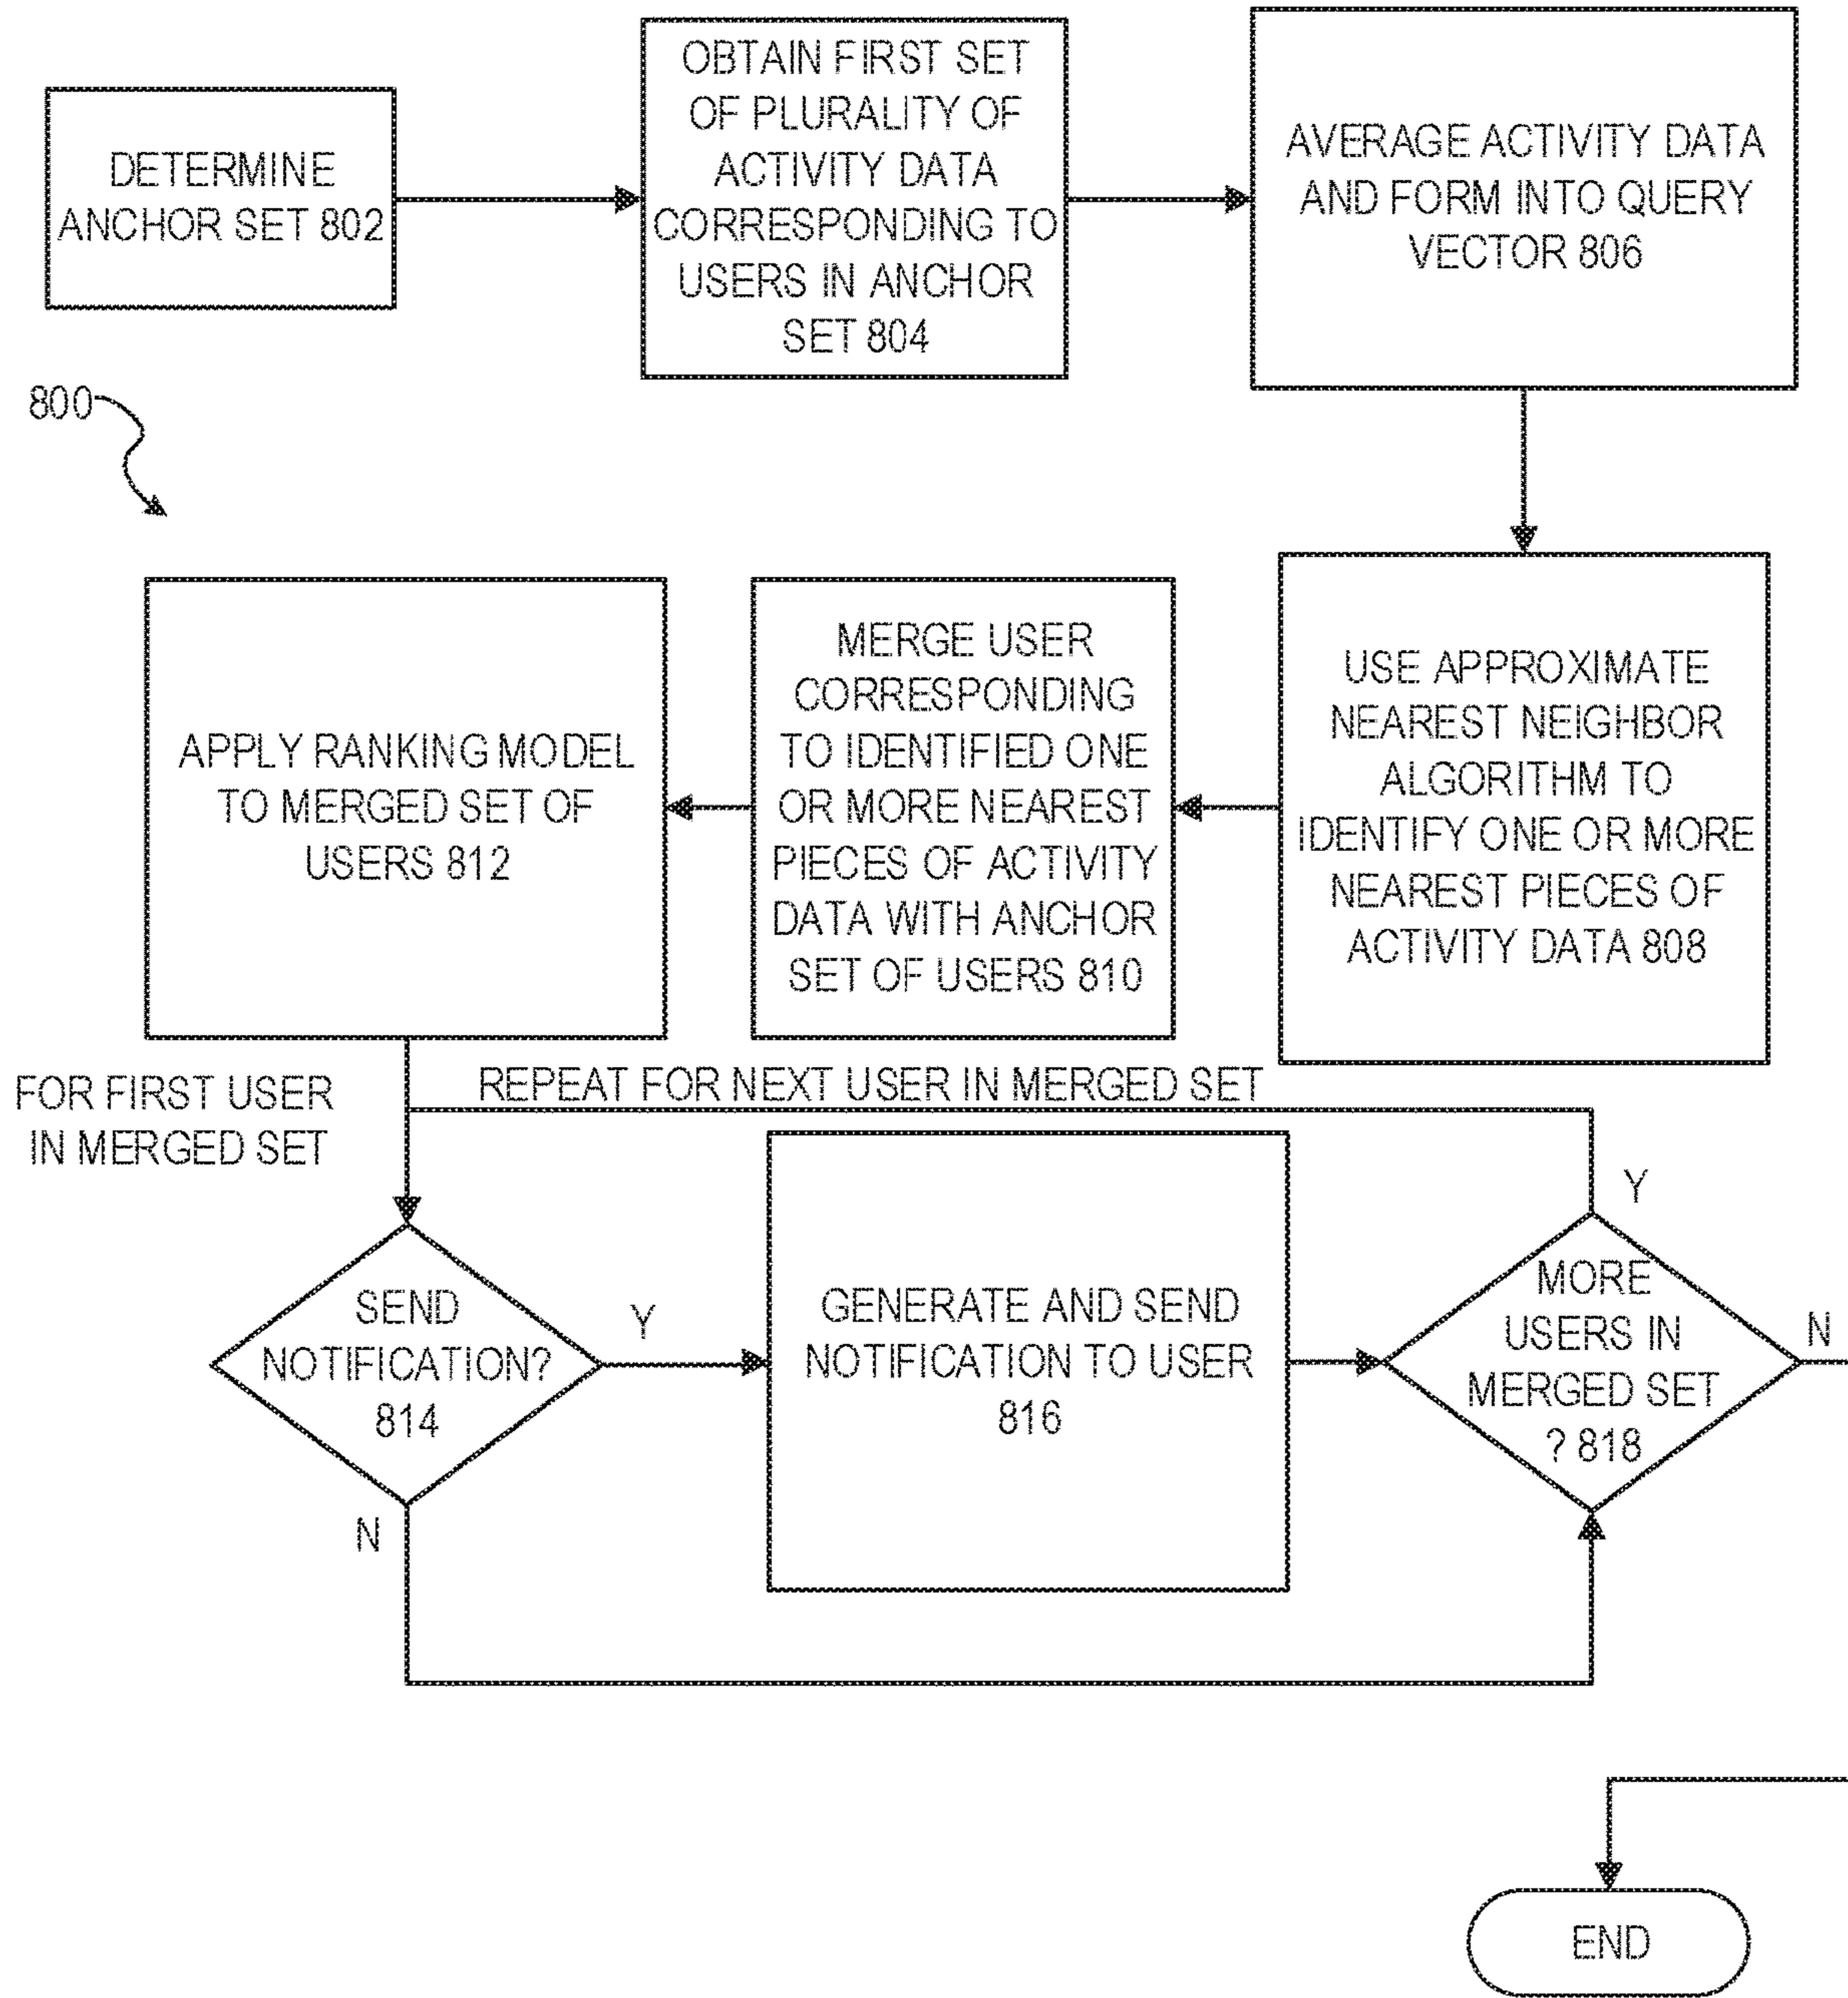 DETERMINE
ANCHOR SET 802
OBTAIN FIRST SET
OF PLURALITY OF
ACTIVITY DATA
CORRESPONDING TO
USERS IN ANCHOR
SET 804
AVERAGE ACTIVITY DATA
AND FORM INTO QUERY
VECTOR 806
800
USE APPROXIMATE
NEAREST NEIGHBOR
ALGORITHM TO
IDENTIFY ONE OR MORE
NEAREST PIECES OF
ACTIVITY DATA 808
MERGE USER
CORRESPONDING
TO IDENTIFIED ONE
OR MORE NEAREST
PIECES OF ACTIVITY
DATA WITH ANCHOR
SET OF USERS 810
APPLY RANKING MODEL
TO MERGED SET OF
USERS 812
FOR FIRST USER
IN MERGED SET
REPEAT FOR NEXT USER IN MERGED SET
SEND
NOTIFICATION?
814
Y
N
GENERATE AND SEND
NOTIFICATION TO USER
816
MORE
USERS IN
MERGED SET
? 818
Y
N
END